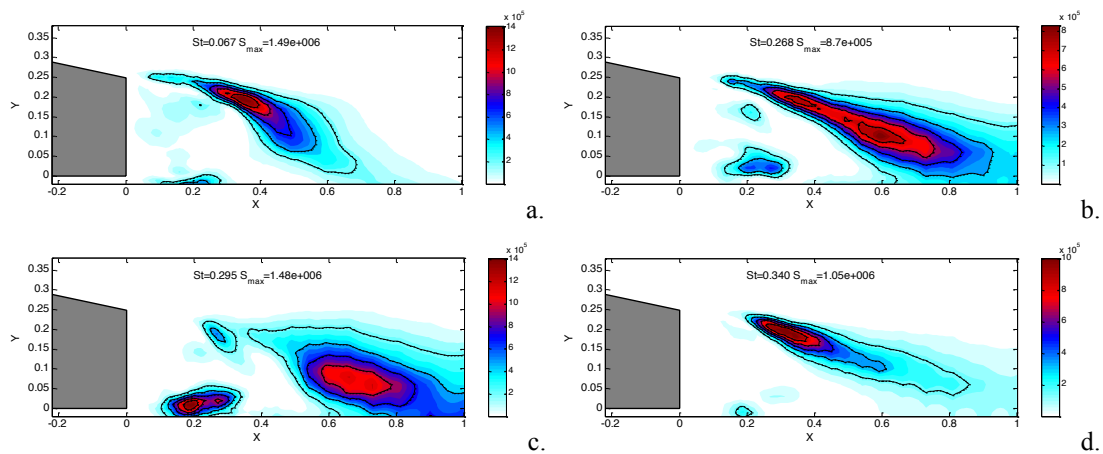 x 10^5
St=0.067 S_max=1.49e+006
0.35
0.3
0.25
0.2
0.15
0.1
0.05
0
Y
-0.2 0 0.2 0.4 0.6 0.8 1
X
14
12
10
8
6
4
2
a.
x 10^5
St=0.268 S_max=8.7e+005
0.35
0.3
0.25
0.2
0.15
0.1
0.05
0
Y
-0.2 0 0.2 0.4 0.6 0.8 1
X
8
7
6
5
4
3
2
1
b.
x 10^5
St=0.295 S_max=1.48e+006
0.35
0.3
0.25
0.2
0.15
0.1
0.05
0
Y
-0.2 0 0.2 0.4 0.6 0.8 1
X
14
12
10
8
6
4
2
c.
x 10^5
St=0.340 S_max=1.05e+006
0.35
0.3
0.25
0.2
0.15
0.1
0.05
0
Y
-0.2 0 0.2 0.4 0.6 0.8 1
X
10
8
6
4
2
0
d.